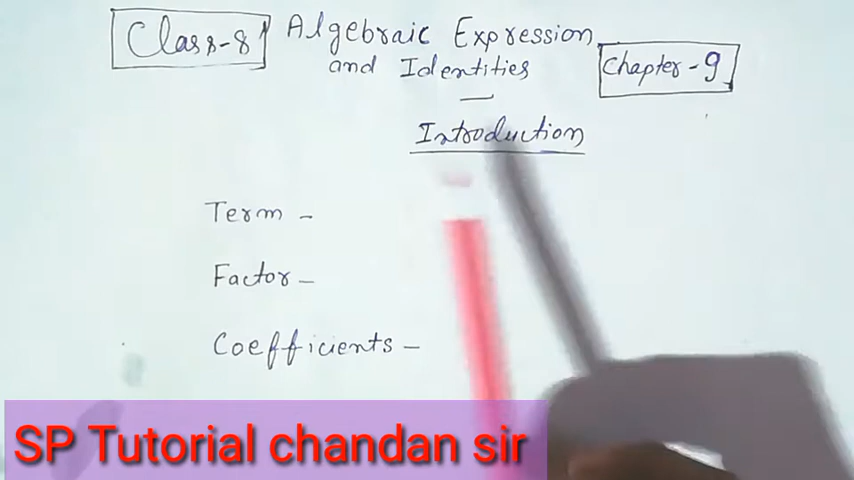 Class-8 Algebraic Expression
and Identities Chapter-9
Introduction
Term -
Factor -
Coefficients -
SP Tutorial chandan sir